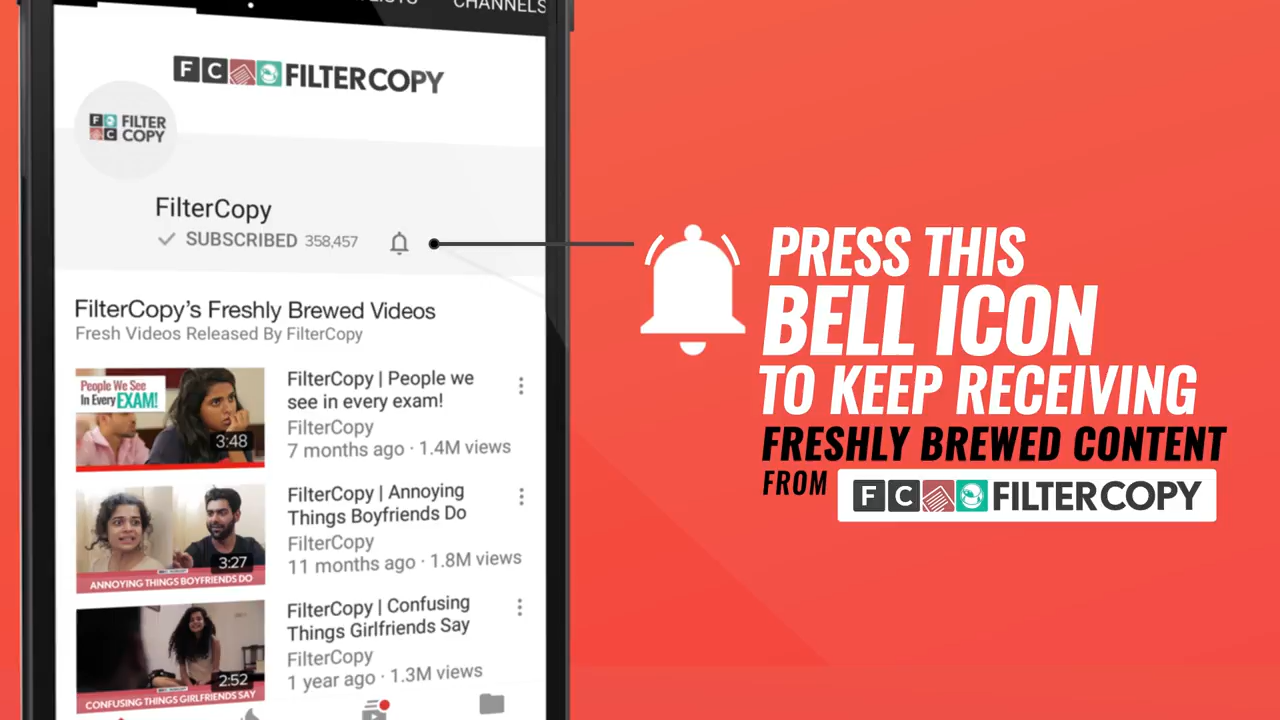 CHANNELS
FC FILTERCOPY
FILTER
COPY
FilterCopy
SUBSCRIBED 358,457
FilterCopy's Freshly Brewed Videos
Fresh Videos Released By FilterCopy
People We See
In Every EXAM!
3:48
FilterCopy | People we
see in every exam!
FilterCopy
7 months ago · 1.4M views
3:27
ANNOYING THINGS BOYFRIENDS DO
FilterCopy | Annoying
Things Boyfriends Do
FilterCopy
11 months ago · 1.8M views
2:52
CONFUSING THINGS GIRLFRIENDS SAY
FilterCopy | Confusing
Things Girlfriends Say
FilterCopy
1 year ago · 1.3M views
PRESS THIS
BELL ICON
TO KEEP RECEIVING
FRESHLY BREWED CONTENT
FROM FC FILTERCOPY